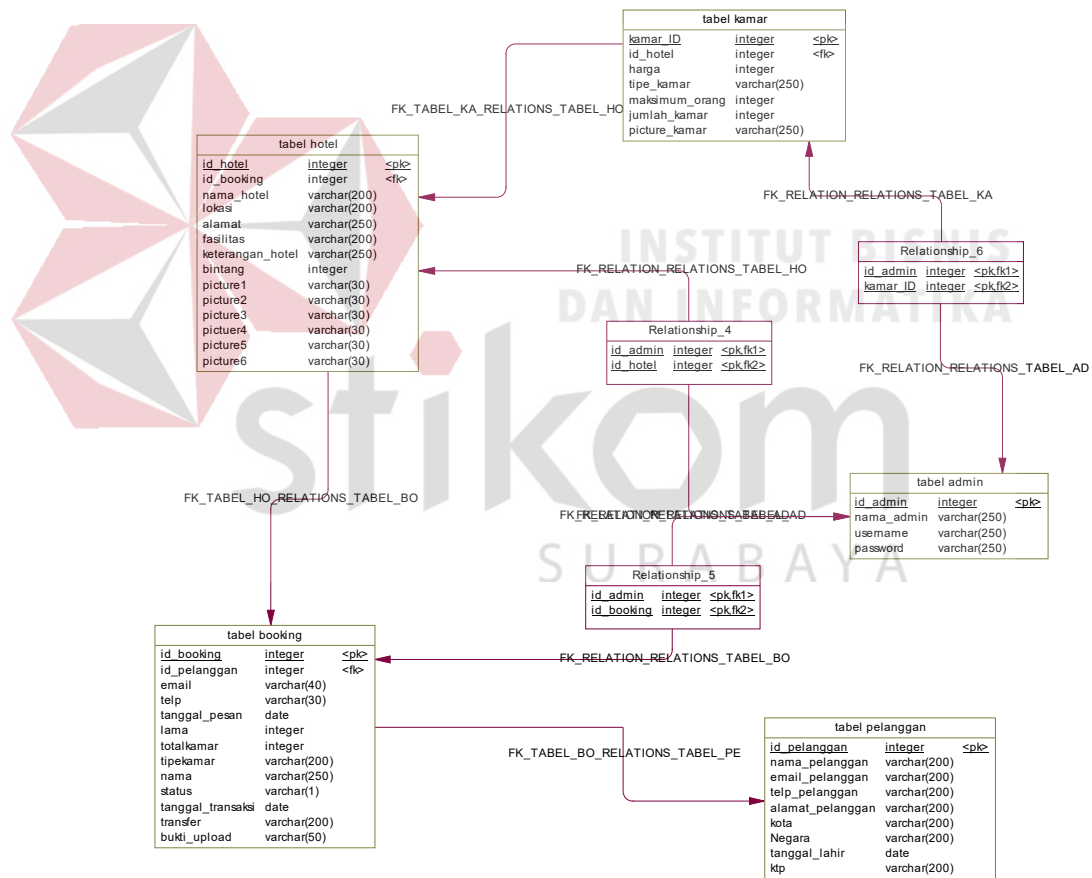 tabel kamar
kamar_ID integer <pk>
id_hotel integer <fk>
harga integer
tipe_kamar varchar(250)
maksimum_orang integer
jumlah_kamar integer
picture_kamar varchar(250)
FK_TABEL_KA_RELATIONS_TABEL_HO
tabel hotel
id_hotel integer <pk>
id_booking integer <fk>
nama_hotel varchar(200)
lokasi varchar(200)
alamat varchar(250)
fasilitas varchar(200)
keterangan_hotel varchar(250)
bintang integer
picture1 varchar(30)
picture2 varchar(30)
picture3 varchar(30)
pictuer4 varchar(30)
picture5 varchar(30)
picture6 varchar(30)
FK_RELATION_RELATIONS_TABEL_KA
INSTITUT BISNIS
DAN INFORMATIKA
Relationship_6
id_admin integer <pk,fk1>
kamar_ID integer <pk,fk2>
FK_RELATION_RELATIONS_TABEL_HO
Relationship_4
id_admin integer <pk,fk1>
id_hotel integer <pk,fk2>
FK_RELATION_RELATIONS_TABEL_AD
stikom
SURABAYA
tabel admin
id_admin integer <pk>
nama_admin varchar(250)
username varchar(250)
password varchar(250)
FK_TABEL_HO_RELATIONS_TABEL_BO
Relationship_5
id_admin integer <pk,fk1>
id_booking integer <pk,fk2>
FK_RELATION_RELATIONS_TABEL_BO
tabel booking
id_booking integer <pk>
id_pelanggan integer <fk>
email varchar(40)
telp varchar(30)
tanggal_pesan date
lama integer
totalkamar integer
tipekamar varchar(200)
nama varchar(250)
status varchar(1)
tanggal_transaksi date
transfer varchar(200)
bukti_upload varchar(50)
FK_TABEL_BO_RELATIONS_TABEL_PE
tabel pelanggan
id_pelanggan integer <pk>
nama_pelanggan varchar(200)
email_pelanggan varchar(200)
telp_pelanggan varchar(200)
alamat_pelanggan varchar(200)
kota varchar(200)
Negara varchar(200)
tanggal_lahir date
ktp varchar(200)